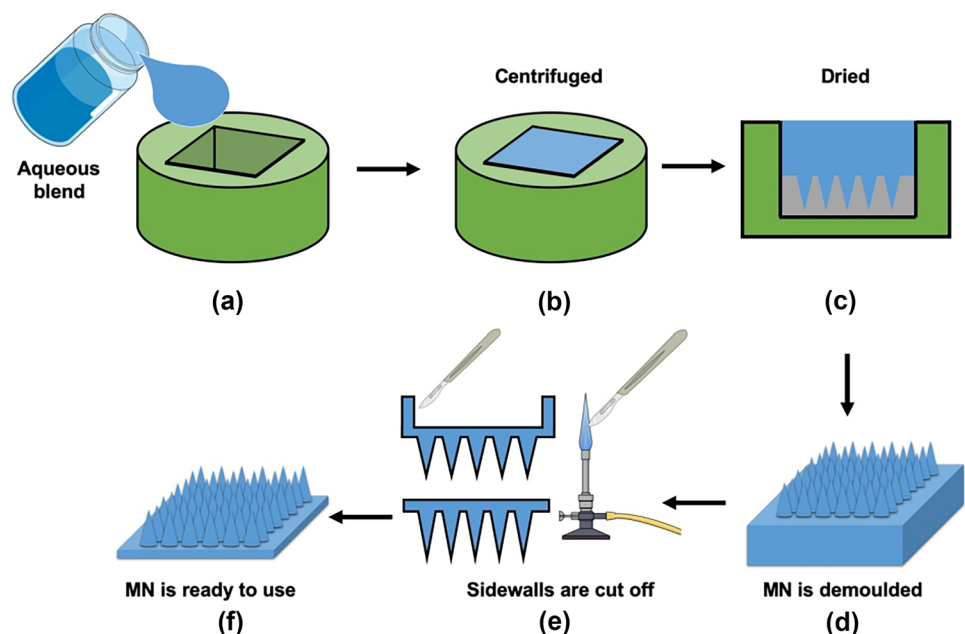 Centrifuged
Dried
Aqueous
blend
(a)
(b)
(c)
MN is ready to use
Sidewalls are cut off
MN is demoulded
(f)
(e)
(d)